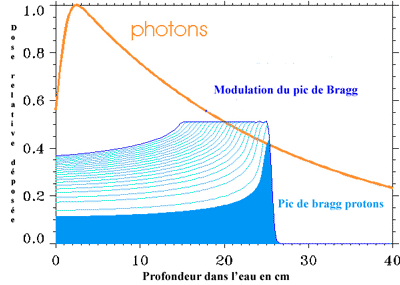 Dose relative déposée
1.0
photons
0.8
Modulation du pic de Bragg
0.6
0.4
0.2
Pic de bragg protons
0.0
0 10 20 30 40
Profondeur dans l'eau en cm